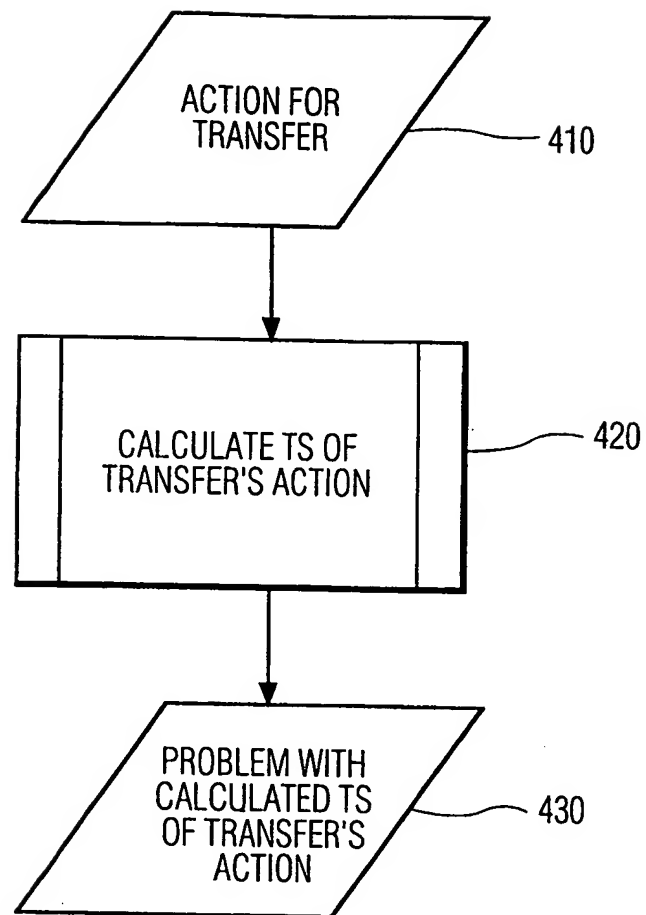 ACTION FOR
TRANSFER
410
CALCULATE TS OF
TRANSFER'S ACTION
420
PROBLEM WITH
CALCULATED TS
OF TRANSFER'S
ACTION
430